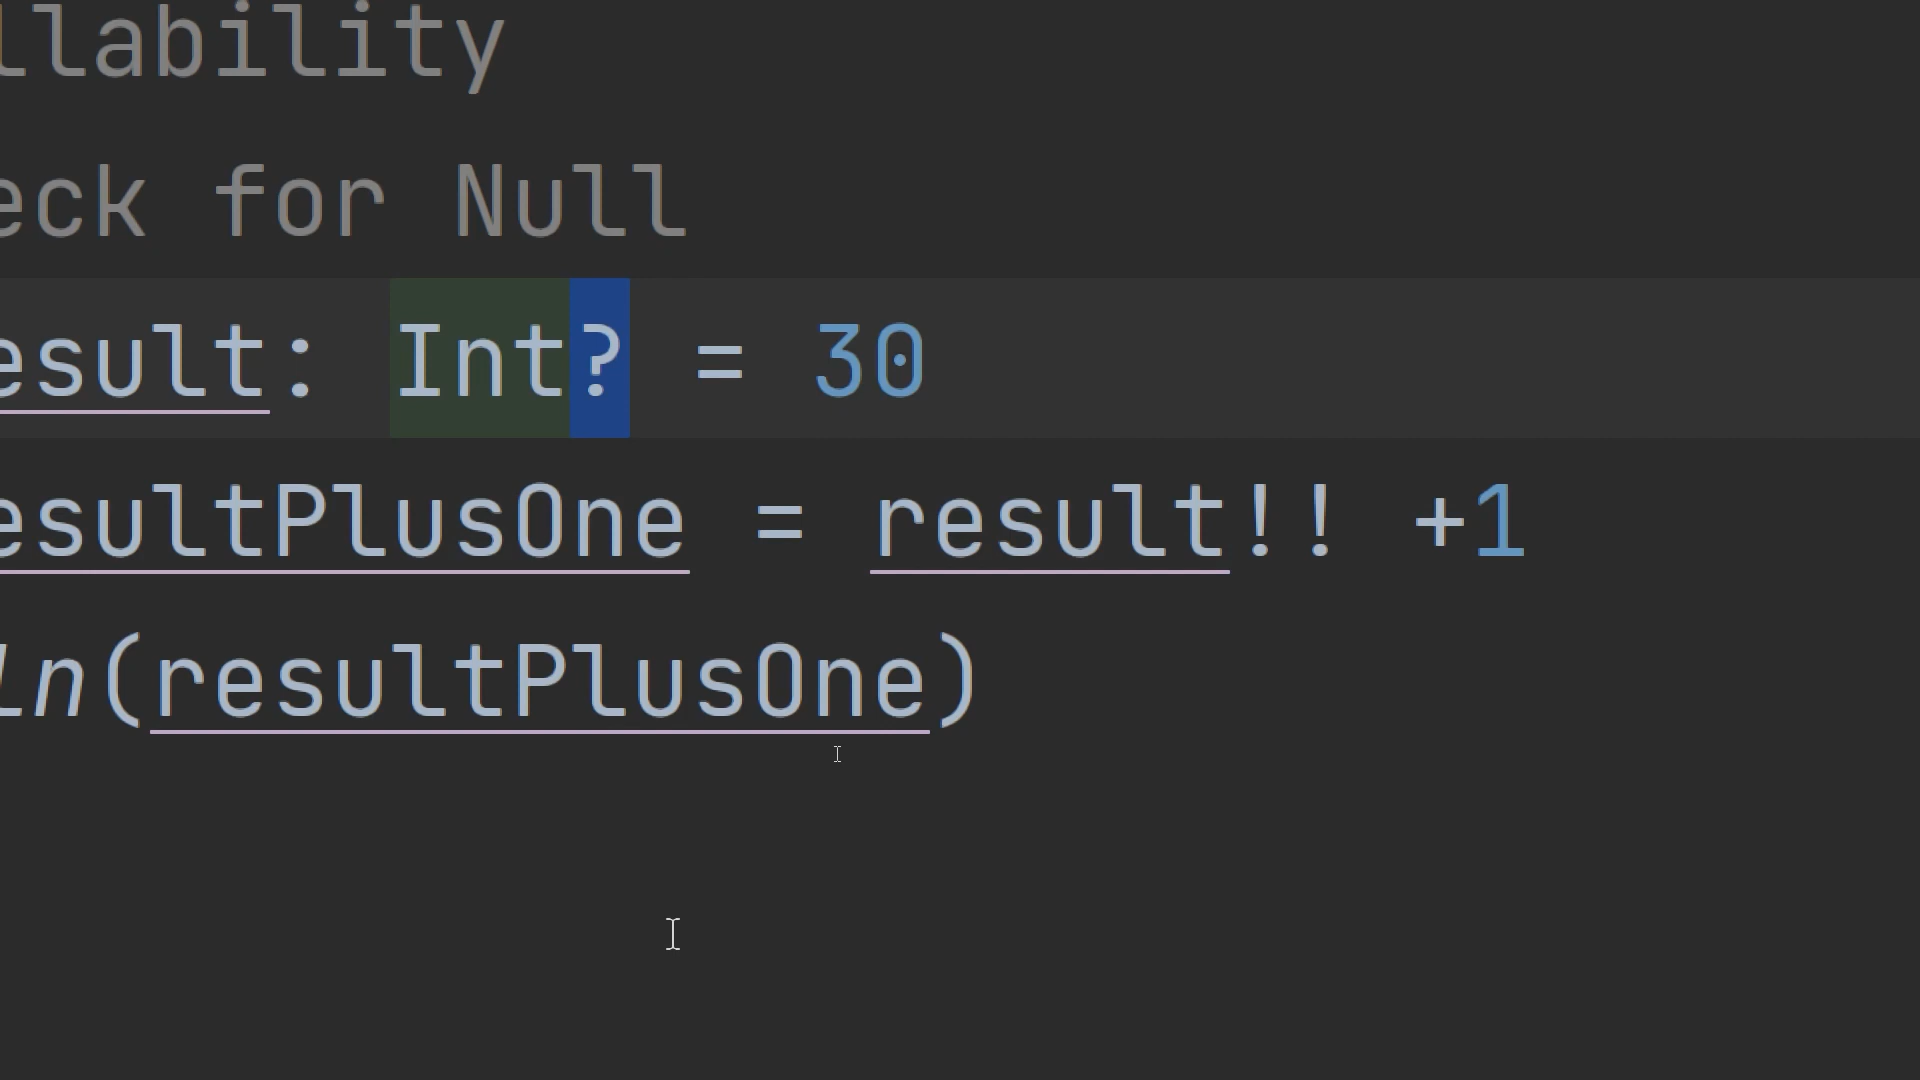 llability
eck for Null
esult: Int? = 30
esultPlusOne = result!! +1
ln(resultPlusOne)